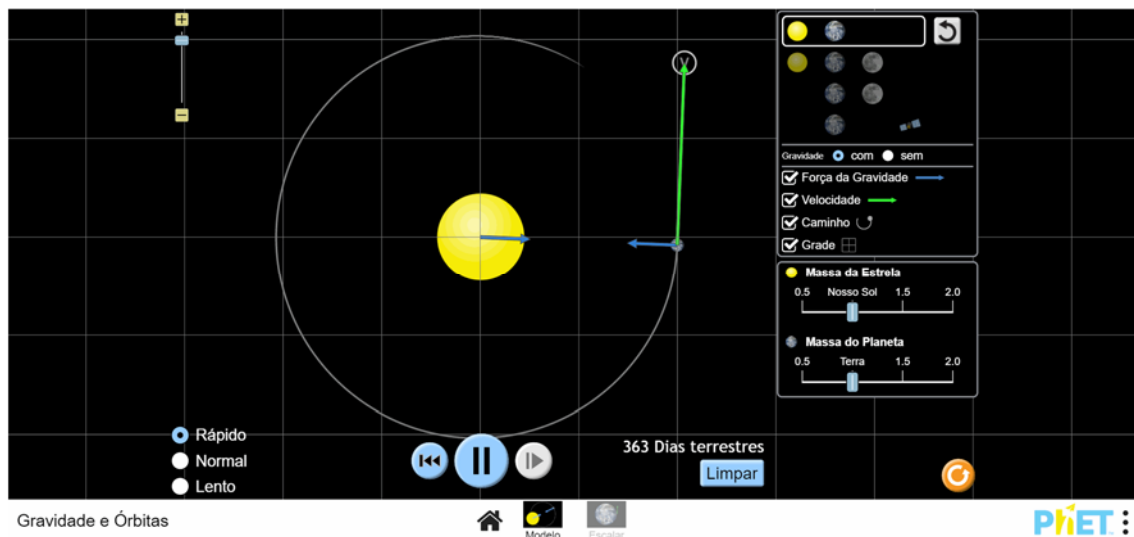 +
−
V
Gravidade com sem
Força da Gravidade
Velocidade
Caminho
Grade
Massa da Estrela
0.5 Nosso Sol 1.5 2.0
Massa do Planeta
0.5 Terra 1.5 2.0
Rápido
Normal
Lento
363 Dias terrestres
Limpar
Gravidade e Órbitas
Modelo
Escalar
PhET